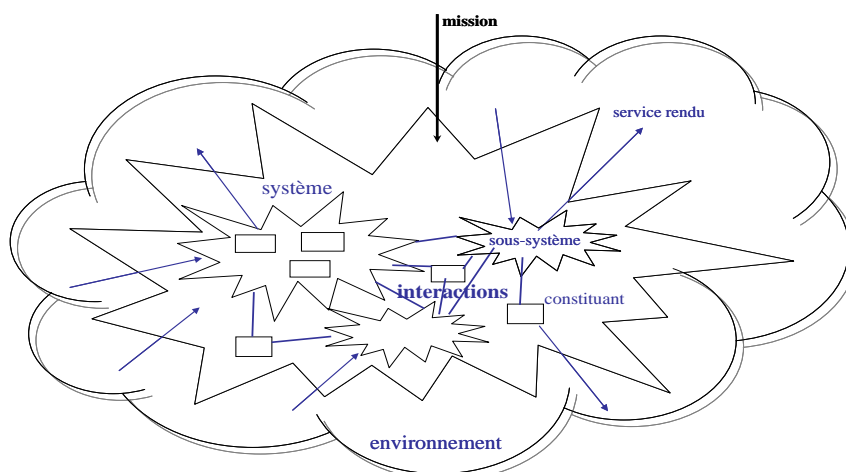 mission
service rendu
système
sous-système
interactions
constituant
environnement